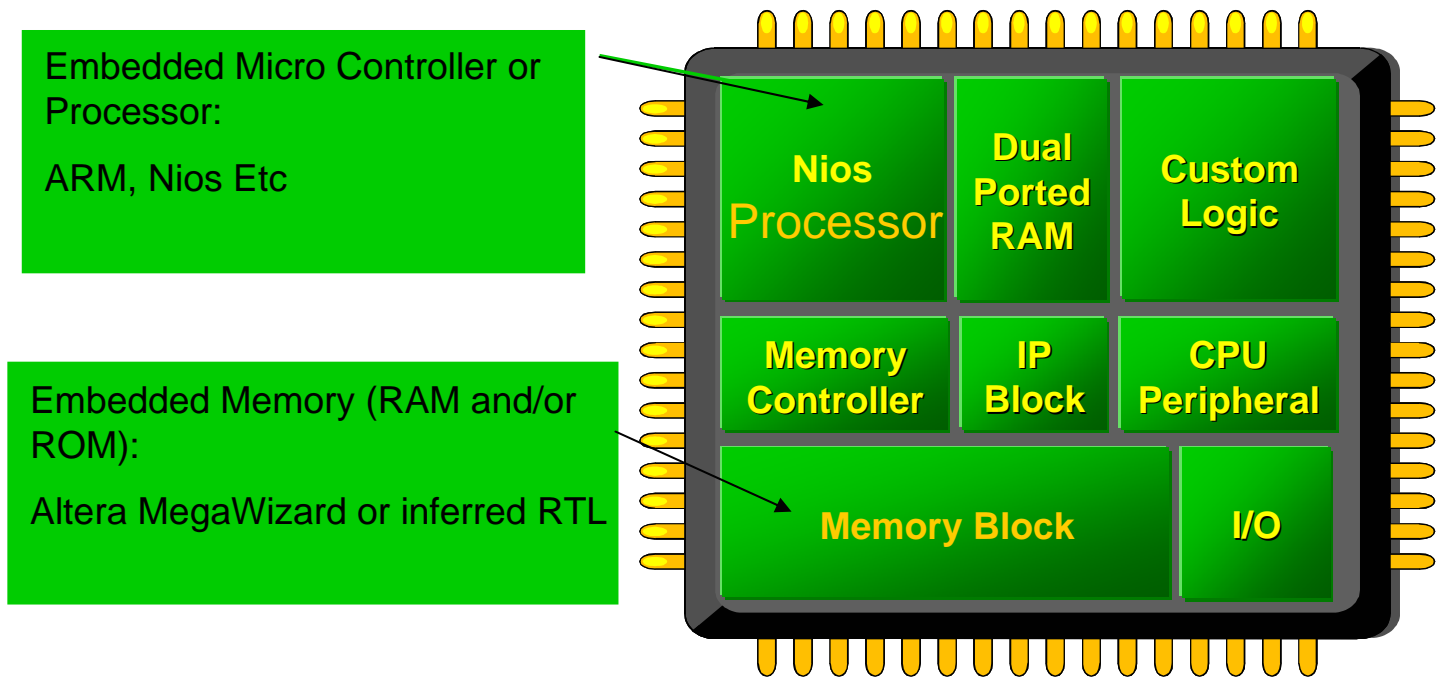 Embedded Micro Controller or
Processor:
ARM, Nios Etc
Embedded Memory (RAM and/or
ROM):
Altera MegaWizard or inferred RTL
Nios
Processor
Dual
Ported
RAM
Custom
Logic
Memory
Controller
IP
Block
CPU
Peripheral
Memory Block
I/O